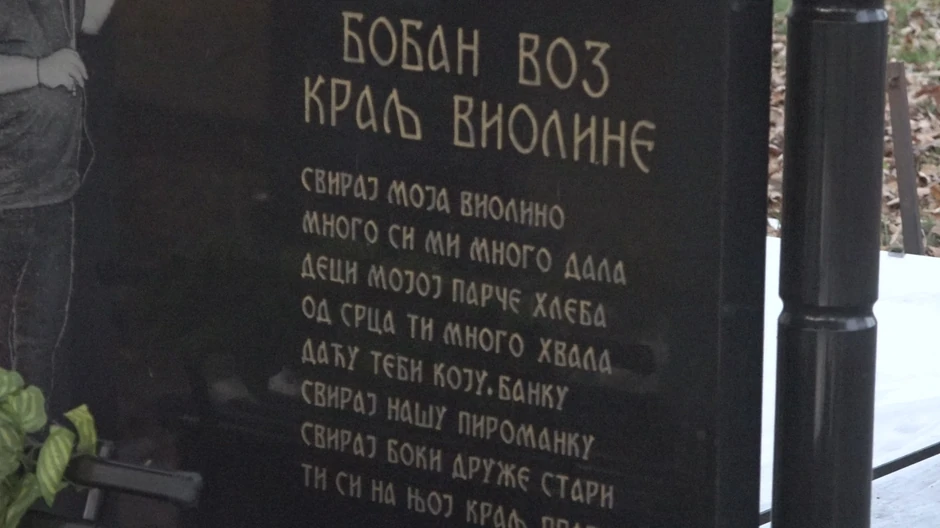 БОБАН ВОЗ
КРАЉ ВИОЛИНЕ
СВИРАЈ МОЈА ВИОЛИНО
МНОГО СИ МИ МНОГО ДАЛА
ДЕЦИ МОЈОЈ ПАРЧЕ ХЛЕБА
ОД СРЦА ТИ МНОГО ХВАЛА
ДАЋУ ТЕБИ КОЈУ.БАНКУ
СВИРАЈ НАШУ ПИРОМАНКУ
СВИРАЈ БОКИ ДРУЖЕ СТАРИ
ТИ СИ НА ЊОЈ КРАЉ